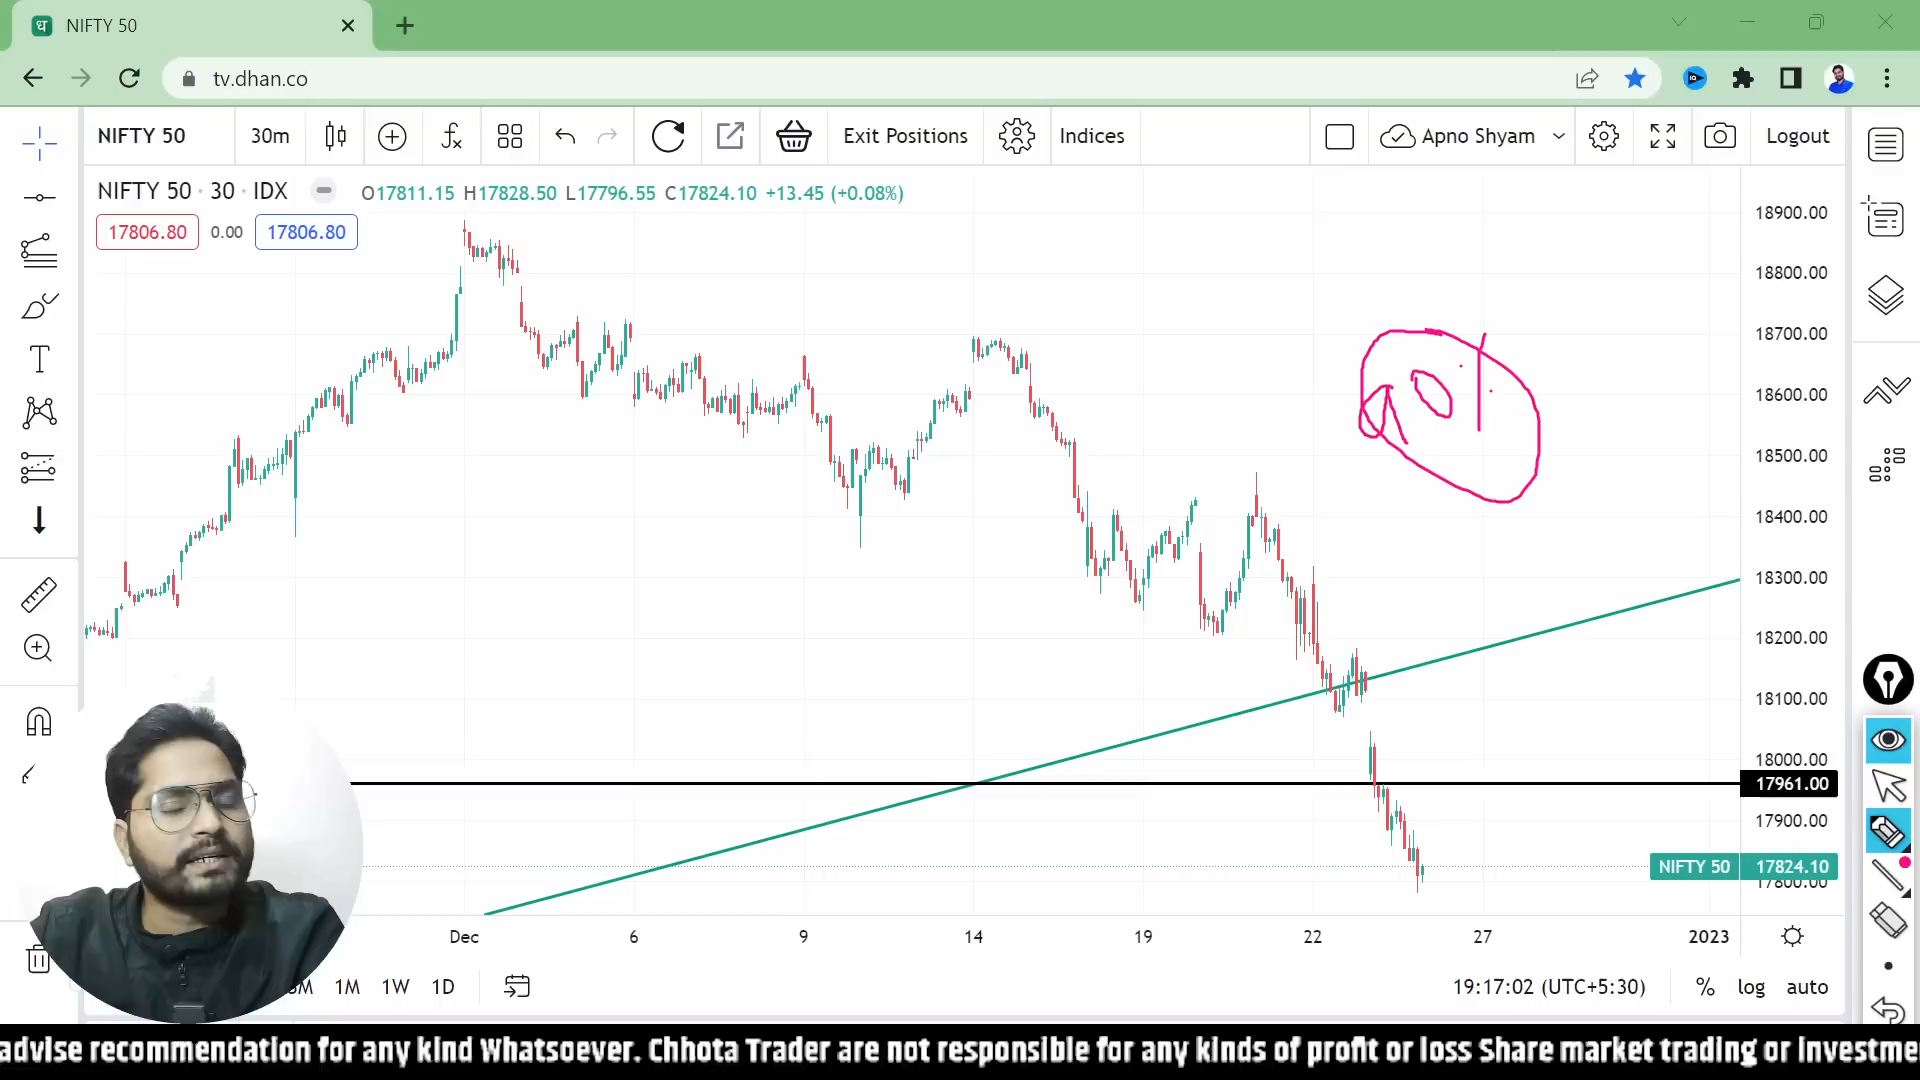 ध NIFTY 50
tv.dhan.co
NIFTY 50 30m Exit Positions Indices Apno Shyam Logout
NIFTY 50 · 30 · IDX O17811.15 H17828.50 L17796.55 C17824.10 +13.45 (+0.08%)
17806.80 0.00 17806.80
18900.00
18800.00
18700.00
90%
18600.00
18500.00
18400.00
18300.00
18200.00
18100.00
18000.00
17961.00
17900.00
NIFTY 50 17824.10
17800.00
Dec 6 9 14 19 22 27 2023
1M 1W 1D 19:17:02 (UTC+5:30) % log auto
advise recommendation for any kind Whatsoever. Chhota Trader are not responsible for any kinds of profit or loss Share market trading or investme